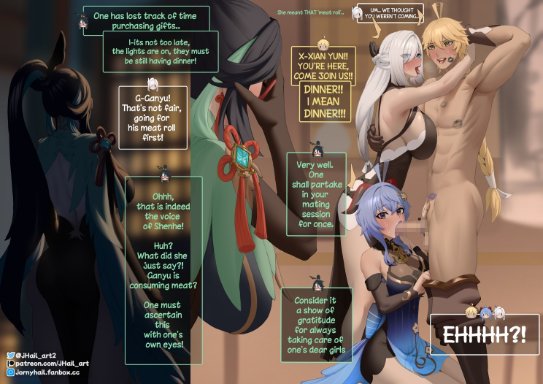 One has lost track of time
purchasing gifts..
It-its not too late,
the lights are on, they must
be still having dinner!
G-Ganyu!
That's not fair,
going for
his meat roll
first!
Ohhh,
that is indeed
the voice
of Shenhe!
Huh?
What did she
Just say?!
Ganyu is
consuming meat?
One must
ascertain
this
with one's
own eyes!
She meant THAT "meat roll"..
X-XIAN YUN!!
YOU'RE HERE,
COME JOIN US!!
DINNER!!
I MEAN
DINNER!!!
UM... WE THOUGHT
YOU WEREN'T COMING..
Very well.
One
shall partake
in your
mating
session
for once.
Consider it
a show of
gratitude
for always
taking care of
one's dear girls
EHHHH?!
@JHail_art2
patreon.com/JHail_art
Jornyhail.fanbox.cc